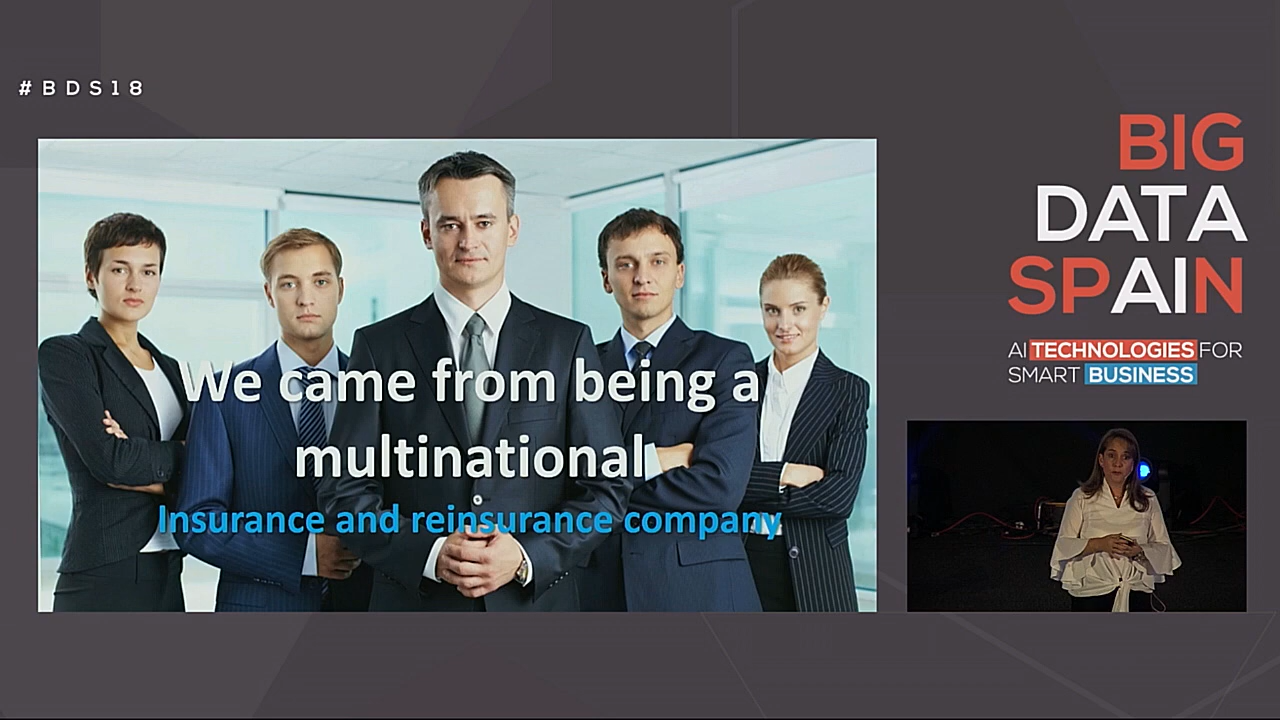 #BDS18
We came from being a
multinational
Insurance and reinsurance company
BIG
DATA
SPAIN
AI TECHNOLOGIES FOR
SMART BUSINESS